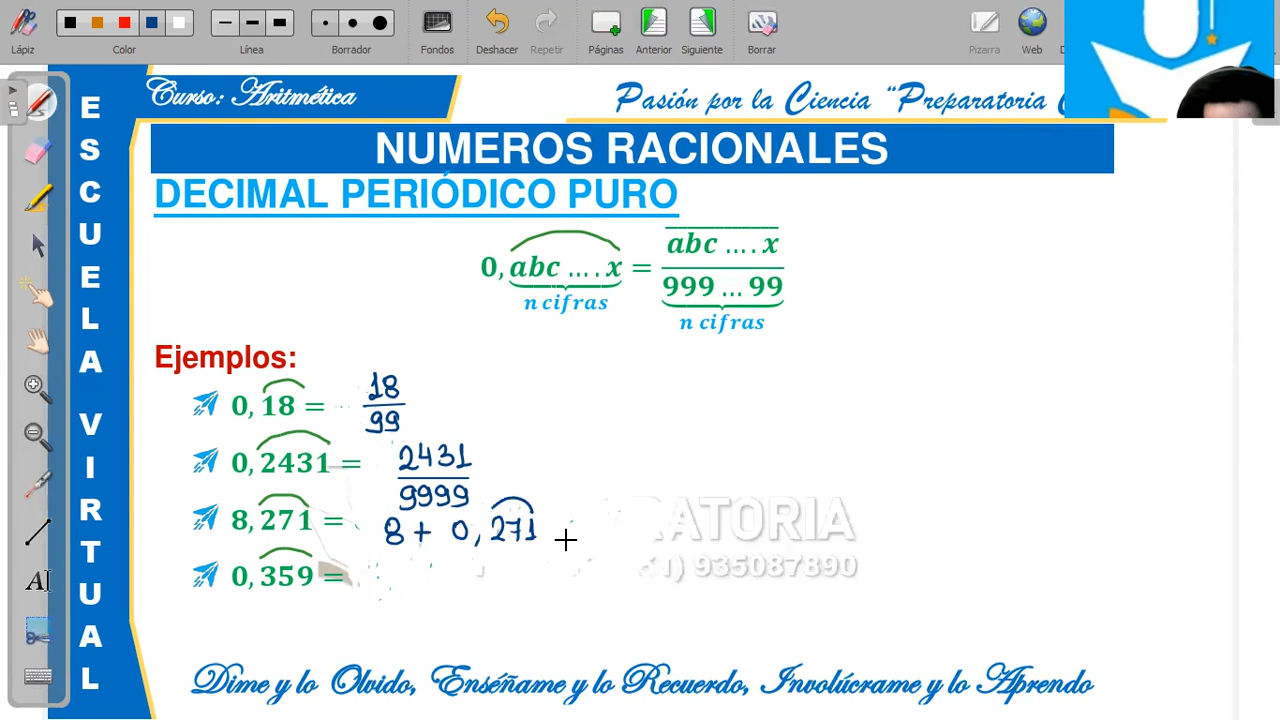 Lápiz Color Línea Borrador Fondos Deshacer Repetir Páginas Anterior Siguiente Borrar Pizarra Web
Curso: Aritmética
Pasión por la Ciencia “Preparatoria
ESCUELA VIRTUAL
NUMEROS RACIONALES
DECIMAL PERIÓDICO PURO
0, abc .... x = abc .... x / 999 ... 99
n cifras
n cifras
Ejemplos:
0, 18 = 18/99
0, 2431 = 2431/9999
8, 271 = 8 + 0, 271
0, 359 =
RATORIA
1) 935087890
Dime y lo Olvido, Enséñame y lo Recuerdo, Involúcrame y lo Aprendo